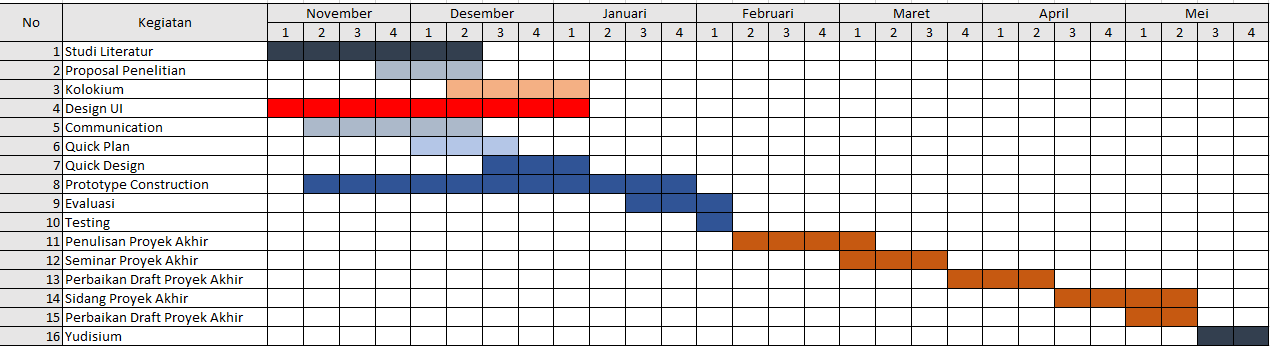 No Kegiatan November Desember Januari Februari Maret April Mei
1 2 3 4 1 2 3 4 1 2 3 4 1 2 3 4 1 2 3 4 1 2 3 4 1 2 3 4
1 Studi Literatur
2 Proposal Penelitian
3 Kolokium
4 Design UI
5 Communication
6 Quick Plan
7 Quick Design
8 Prototype Construction
9 Evaluasi
10 Testing
11 Penulisan Proyek Akhir
12 Seminar Proyek Akhir
13 Perbaikan Draft Proyek Akhir
14 Sidang Proyek Akhir
15 Perbaikan Draft Proyek Akhir
16 Yudisium